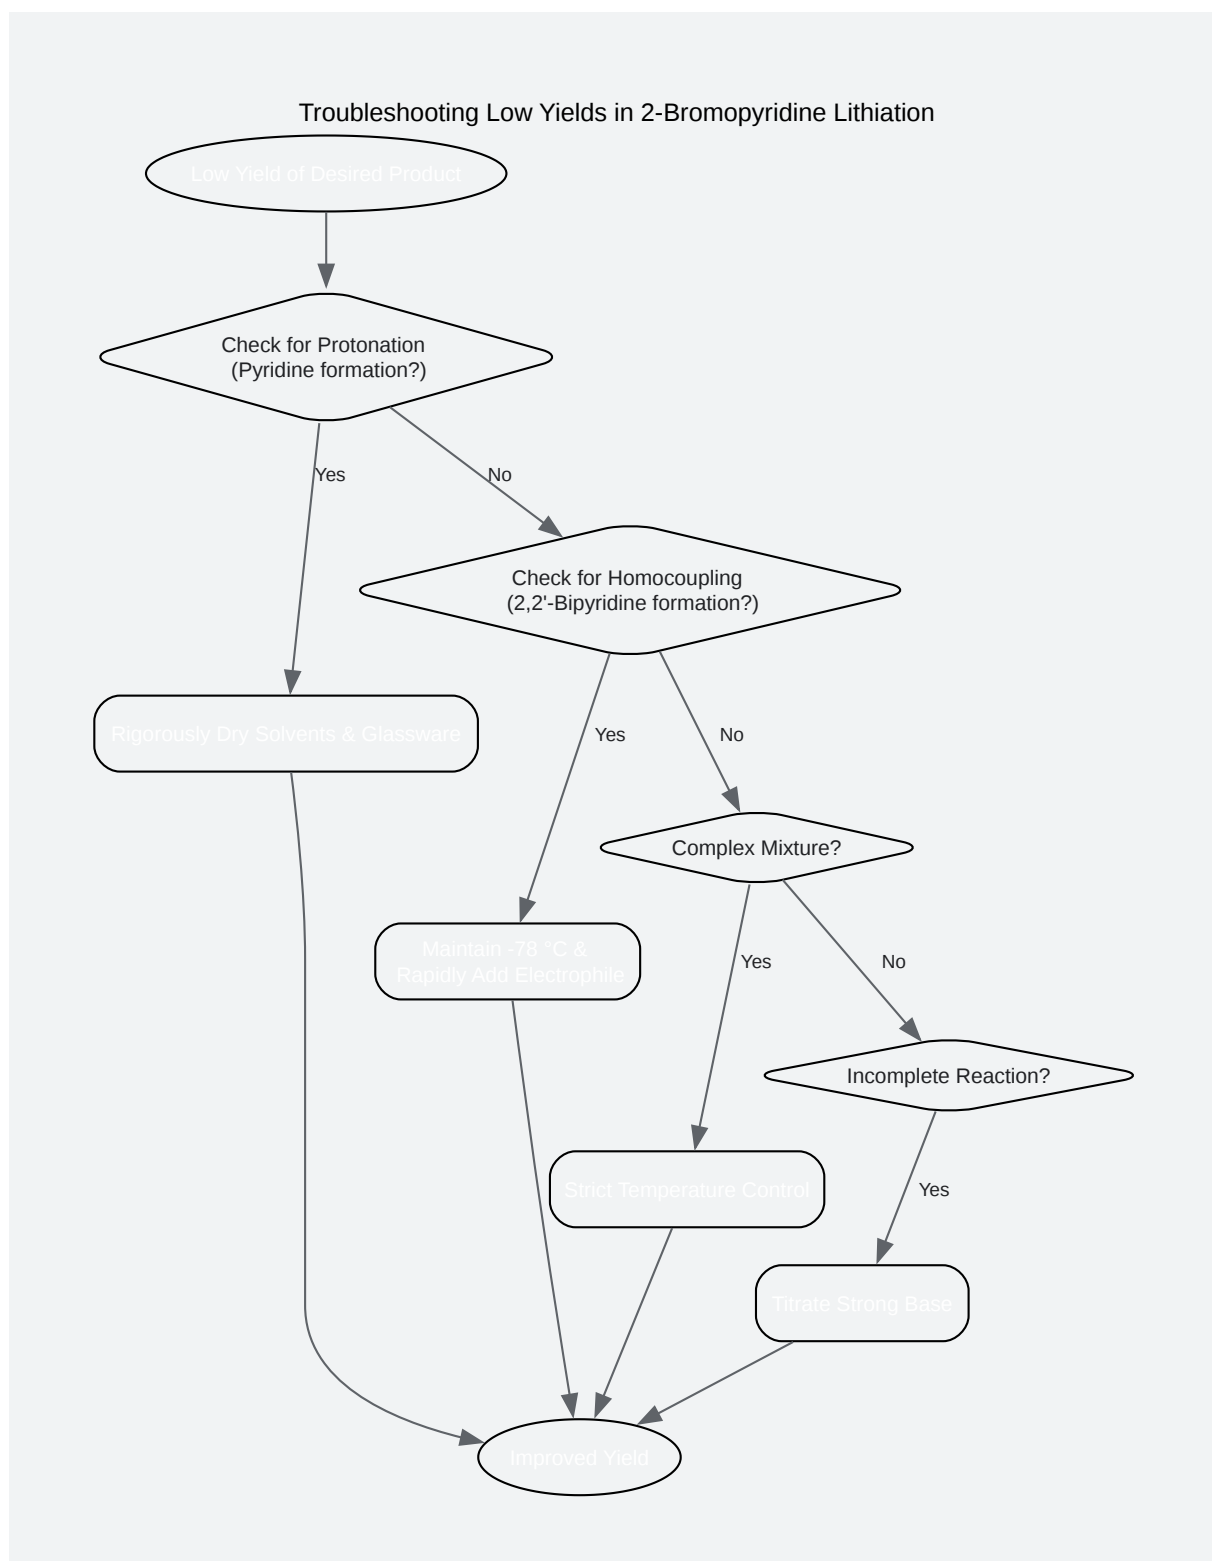 Troubleshooting Low Yields in 2-Bromopyridine Lithiation
Low Yield of Desired Product
Check for Protonation
(Pyridine formation?)
Yes
No
Check for Homocoupling
(2,2'-Bipyridine formation?)
Rigorously Dry Solvents & Glassware
Yes
No
Complex Mixture?
Maintain -78 °C &
Rapidly Add Electrophile
Yes
No
Incomplete Reaction?
Strict Temperature Control
Yes
Titrate Strong Base
Improved Yield